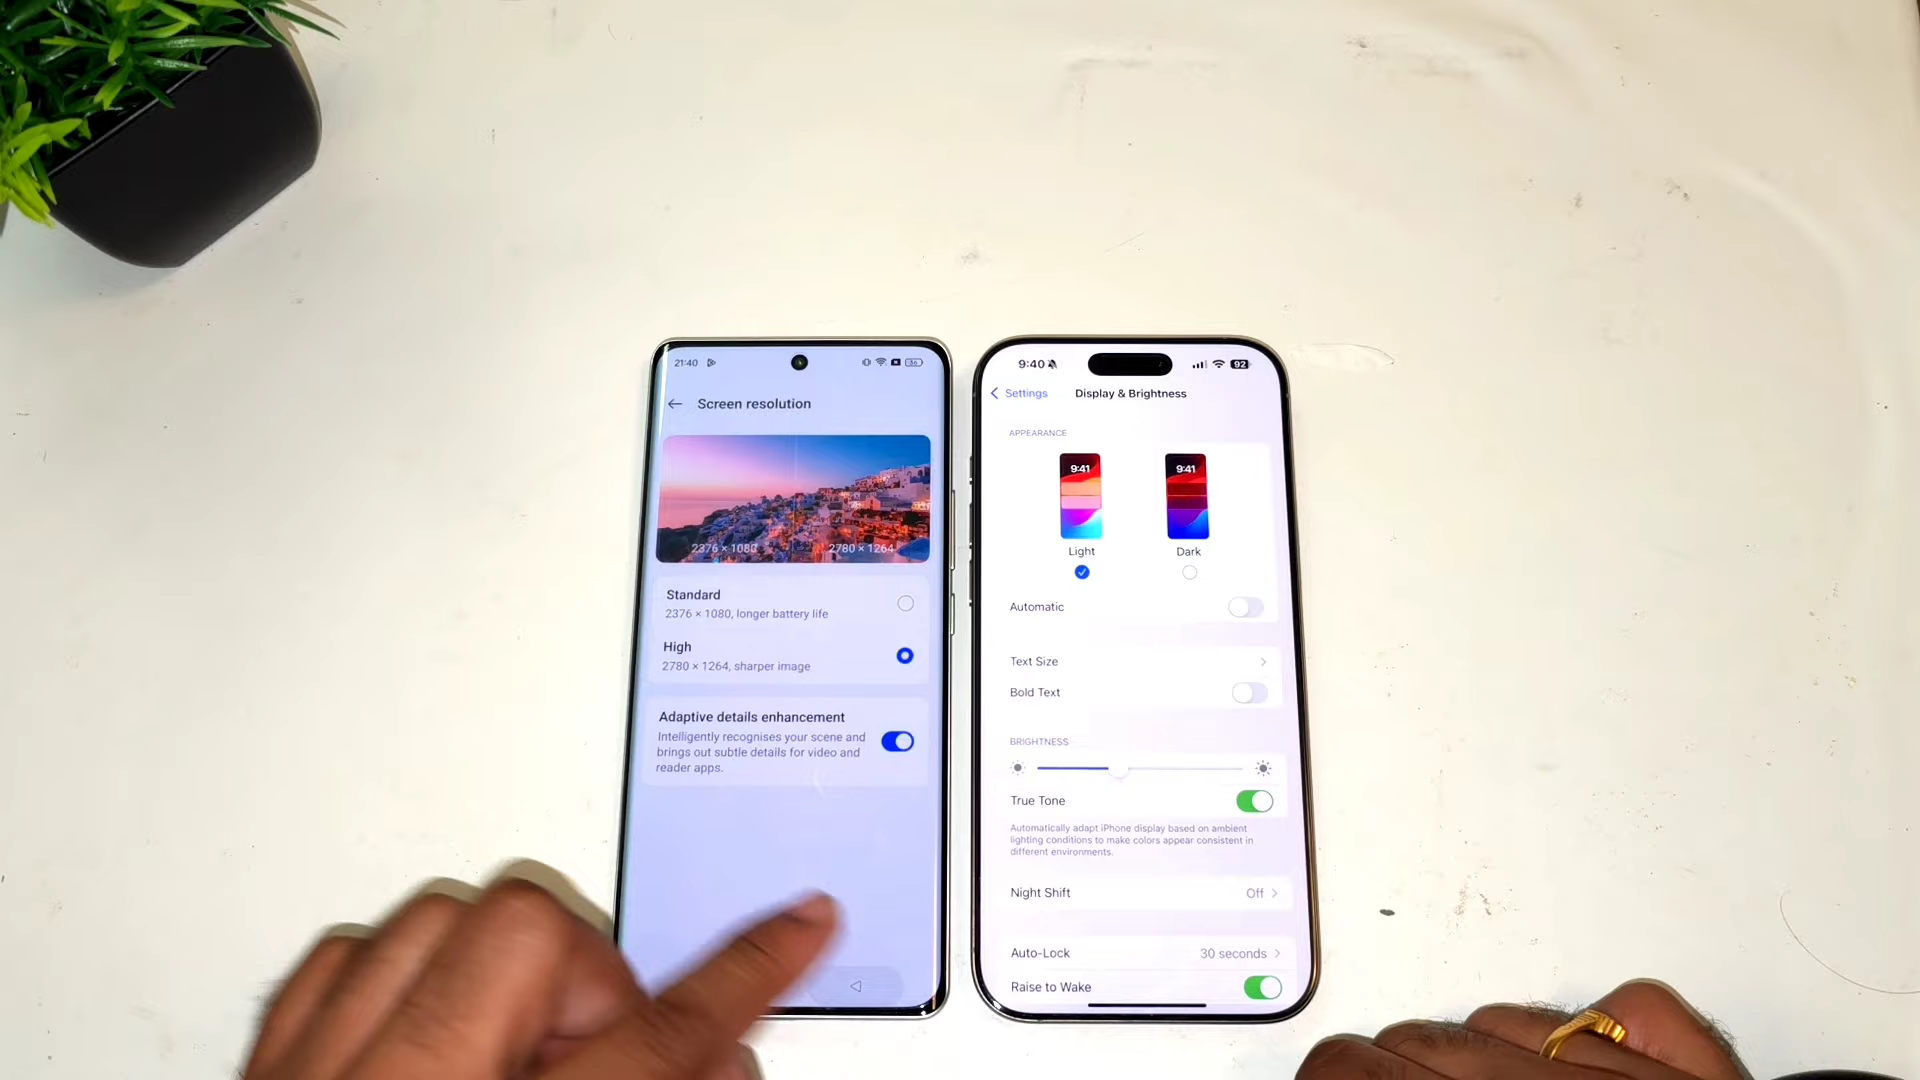 21:40
36
Screen resolution
2376 × 1080
2780 × 1264
Standard
2376 × 1080, longer battery life
High
2780 × 1264, sharper image
Adaptive details enhancement
Intelligently recognises your scene and
brings out subtle details for video and
reader apps.
9:40
92
Settings
Display & Brightness
APPEARANCE
9:41
9:41
Light
Dark
Automatic
Text Size
Bold Text
BRIGHTNESS
True Tone
Automatically adapt iPhone display based on ambient
lighting conditions to make colors appear consistent in
different environments.
Night Shift
Off
Auto-Lock
30 seconds
Raise to Wake